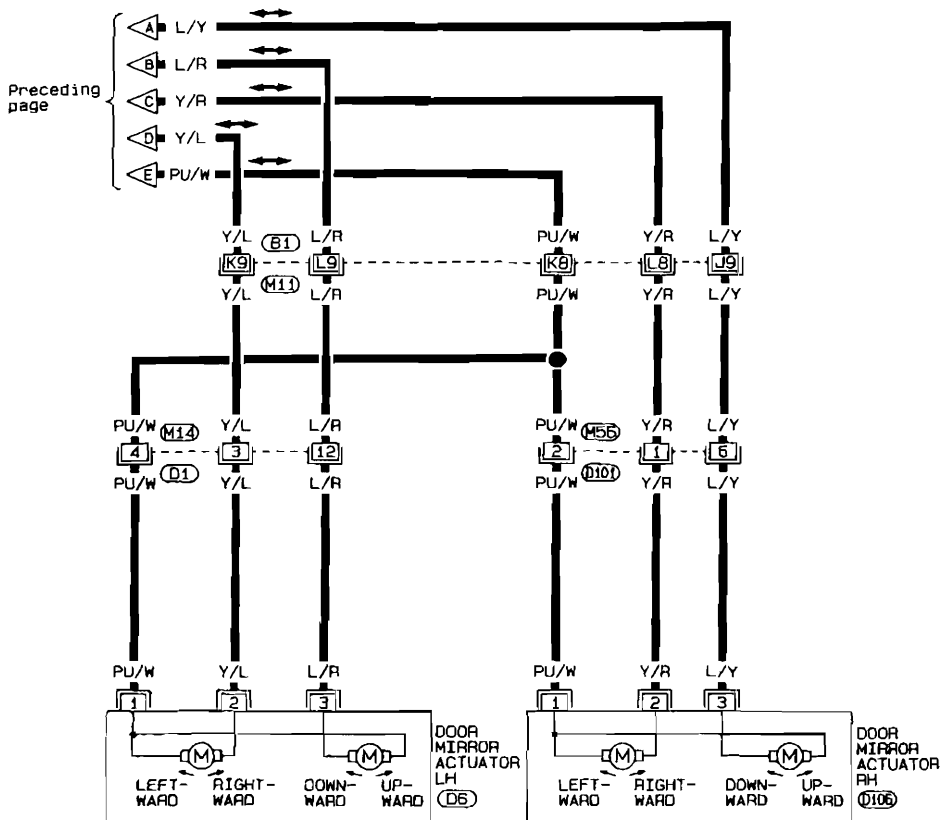 A L/Y
B L/R
C Y/R
D Y/L
E PU/W
Preceding
page
Y/L B1 L/R PU/W Y/R L/Y
K9 L9 K8 L8 J9
Y/L M11 L/R PU/W Y/R L/Y
PU/W M14 Y/L L/R PU/W M56 Y/R L/Y
4 3 12 2 1 6
PU/W D1 Y/L L/R PU/W D101 Y/R L/Y
PU/W Y/L L/R PU/W Y/R L/Y
1 2 3 1 2 3
M M M M
LEFT-
WARD
RIGHT-
WARD
DOWN-
WARD
UP-
WARD
DOOR
MIRROR
ACTUATOR
LH
D6
LEFT-
WARD
RIGHT-
WARD
DOWN-
WARD
UP-
WARD
DOOR
MIRROR
ACTUATOR
RH
D106